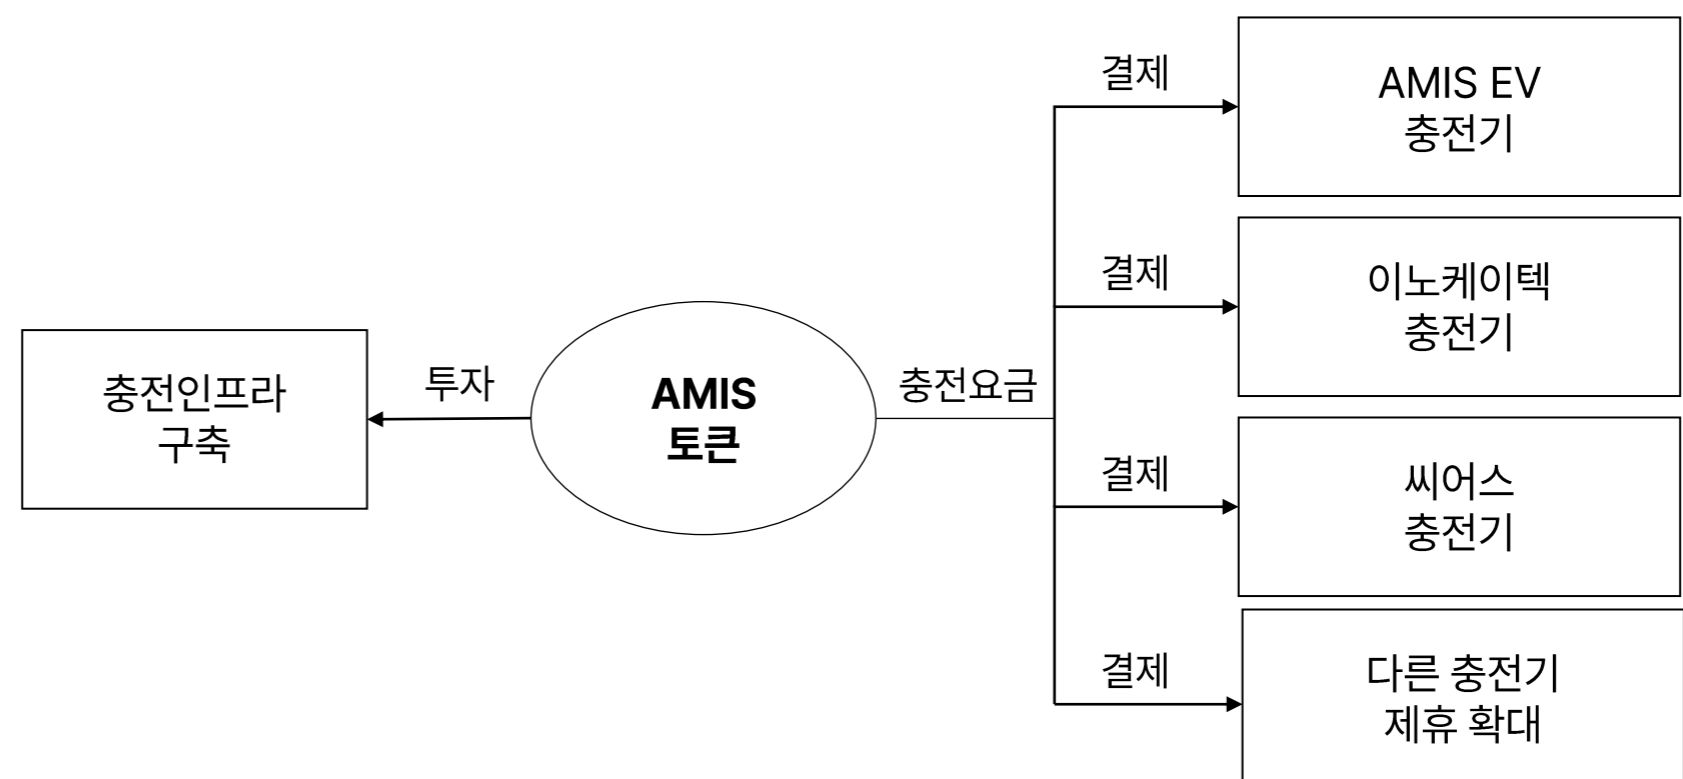 결제
AMIS EV
충전기
결제
이노케이텍
충전기
충전인프라
구축
투자
AMIS
토큰
충전요금
결제
씨어스
충전기
결제
다른 충전기
제휴 확대